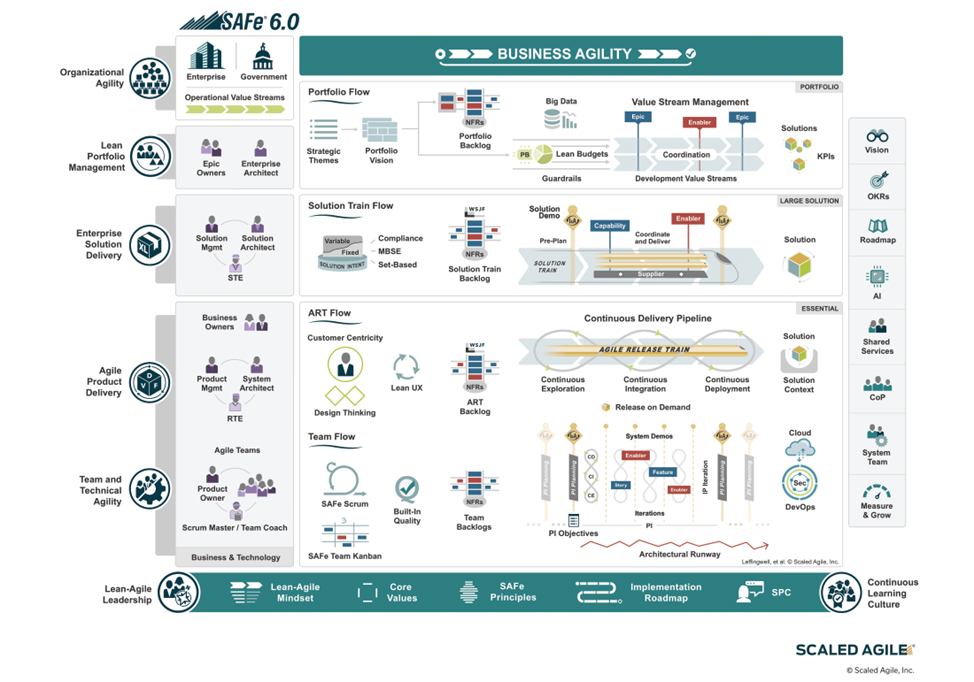 SAFe® 6.0
BUSINESS AGILITY
Organizational
Agility
Enterprise
Government
Operational Value Streams
Lean
Portfolio
Management
Epic
Owners
Enterprise
Architect
Portfolio Flow
PORTFOLIO
Strategic
Themes
Portfolio
Vision
NFRs
Portfolio
Backlog
Big Data
PB
Lean Budgets
Guardrails
Value Stream Management
Epic
Enabler
Epic
Coordination
Development Value Streams
Solutions
KPIs
Enterprise
Solution
Delivery
XL
Solution
Mgmt
Solution
Architect
STE
Solution Train Flow
LARGE SOLUTION
Variable
Fixed
SOLUTION INTENT
Compliance
MBSE
Set-Based
WSJF
NFRs
Solution Train
Backlog
Solution
Demo
Pre-Plan
Capability
Coordinate
and Deliver
Enabler
SOLUTION
TRAIN
Supplier
Solution
Agile
Product
Delivery
D
V
F
Business
Owners
Product
Mgmt
System
Architect
RTE
ART Flow
ESSENTIAL
Customer Centricity
Design Thinking
Lean UX
WSJF
NFRs
ART
Backlog
Continuous Delivery Pipeline
AGILE RELEASE TRAIN
Continuous
Exploration
Continuous
Integration
Continuous
Deployment
Release on Demand
Solution
Solution
Context
Team and
Technical
Agility
Agile Teams
Product
Owner
Scrum Master / Team Coach
Business & Technology
Team Flow
SAFe Scrum
3
SAFe Team Kanban
Built-In
Quality
NFRs
Team
Backlogs
PI Planning
PI Planning
CO
CI
CE
System Demos
Enabler
Feature
Story
Enabler
Iterations
PI
IP Iteration
PI Planning
PI Planning
PI Objectives
Architectural Runway
Cloud
Sec
DevOps
Leffingwell, et al. © Scaled Agile, Inc.
Vision
OKRs
Roadmap
AI
Shared
Services
CoP
System
Team
Measure
& Grow
Lean-Agile
Leadership
Lean-Agile
Mindset
Core
Values
SAFe
Principles
Implementation
Roadmap
SPC
Continuous
Learning
Culture
SCALED AGILE®
© Scaled Agile, Inc.